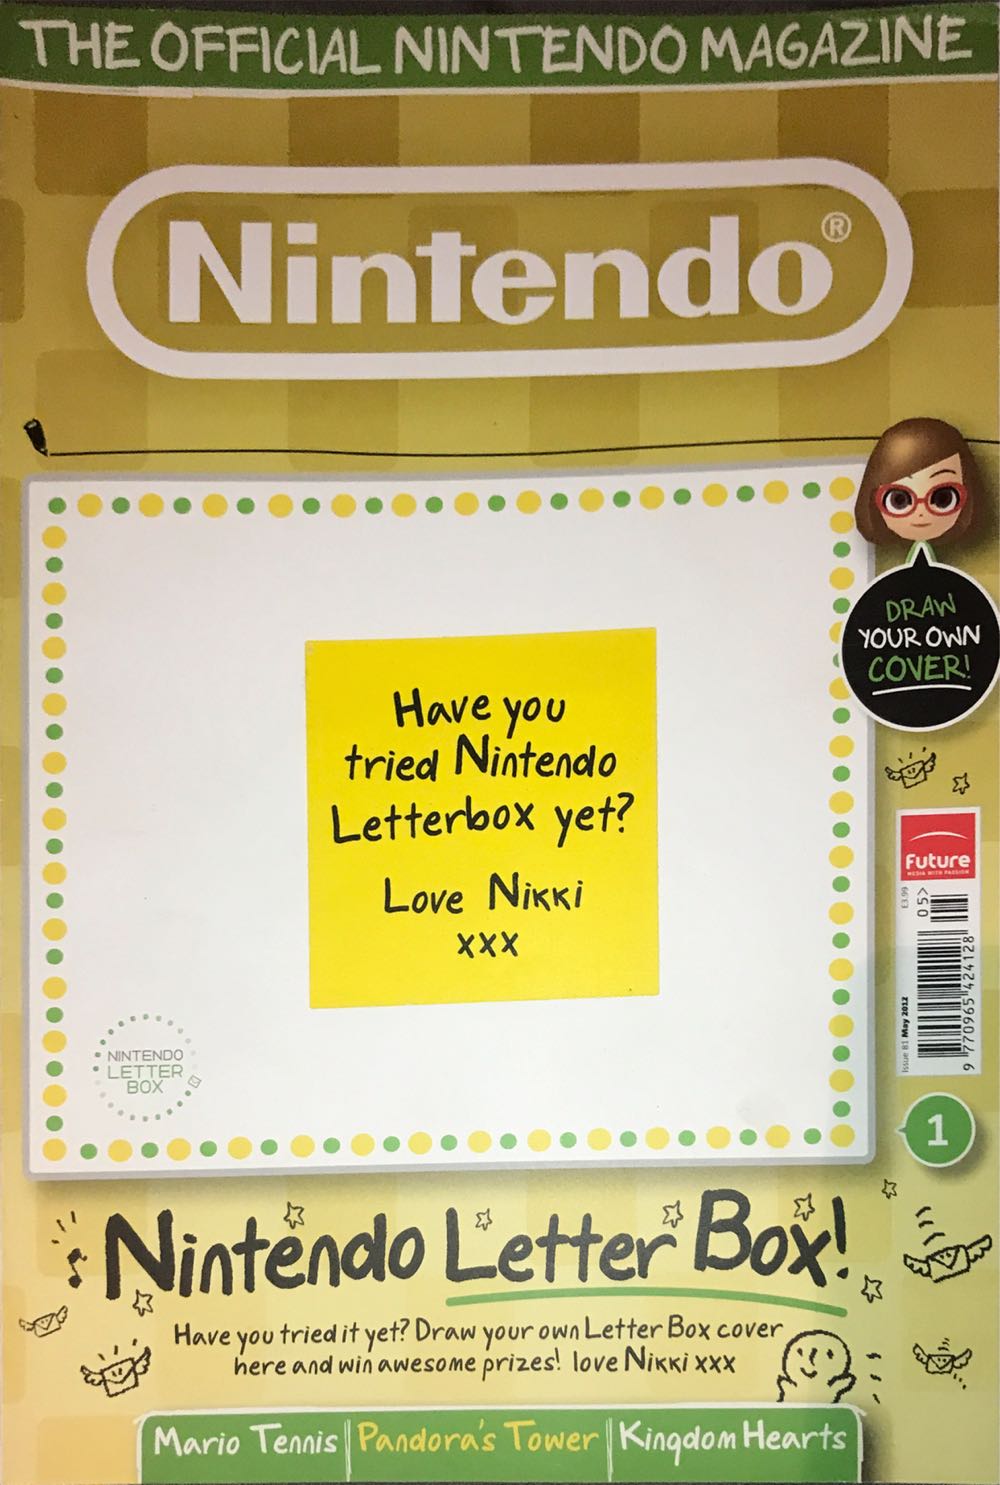 THE OFFICIAL NINTENDO MAGAZINE
Nintendo®
DRAW
YOUR OWN
COVER!
Have you
tried Nintendo
Letterbox yet?
Love Nikki
xxx
Future
MEDIA WITH PASSION
£3.99
05>
Issue 81 May 2012
9 770965 424128
NINTENDO
LETTER
BOX
1
Nintendo Letter Box!
Have you tried it yet? Draw your own Letter Box cover
here and win awesome prizes! love Nikki xxx
Mario Tennis | Pandora's Tower | Kingdom Hearts